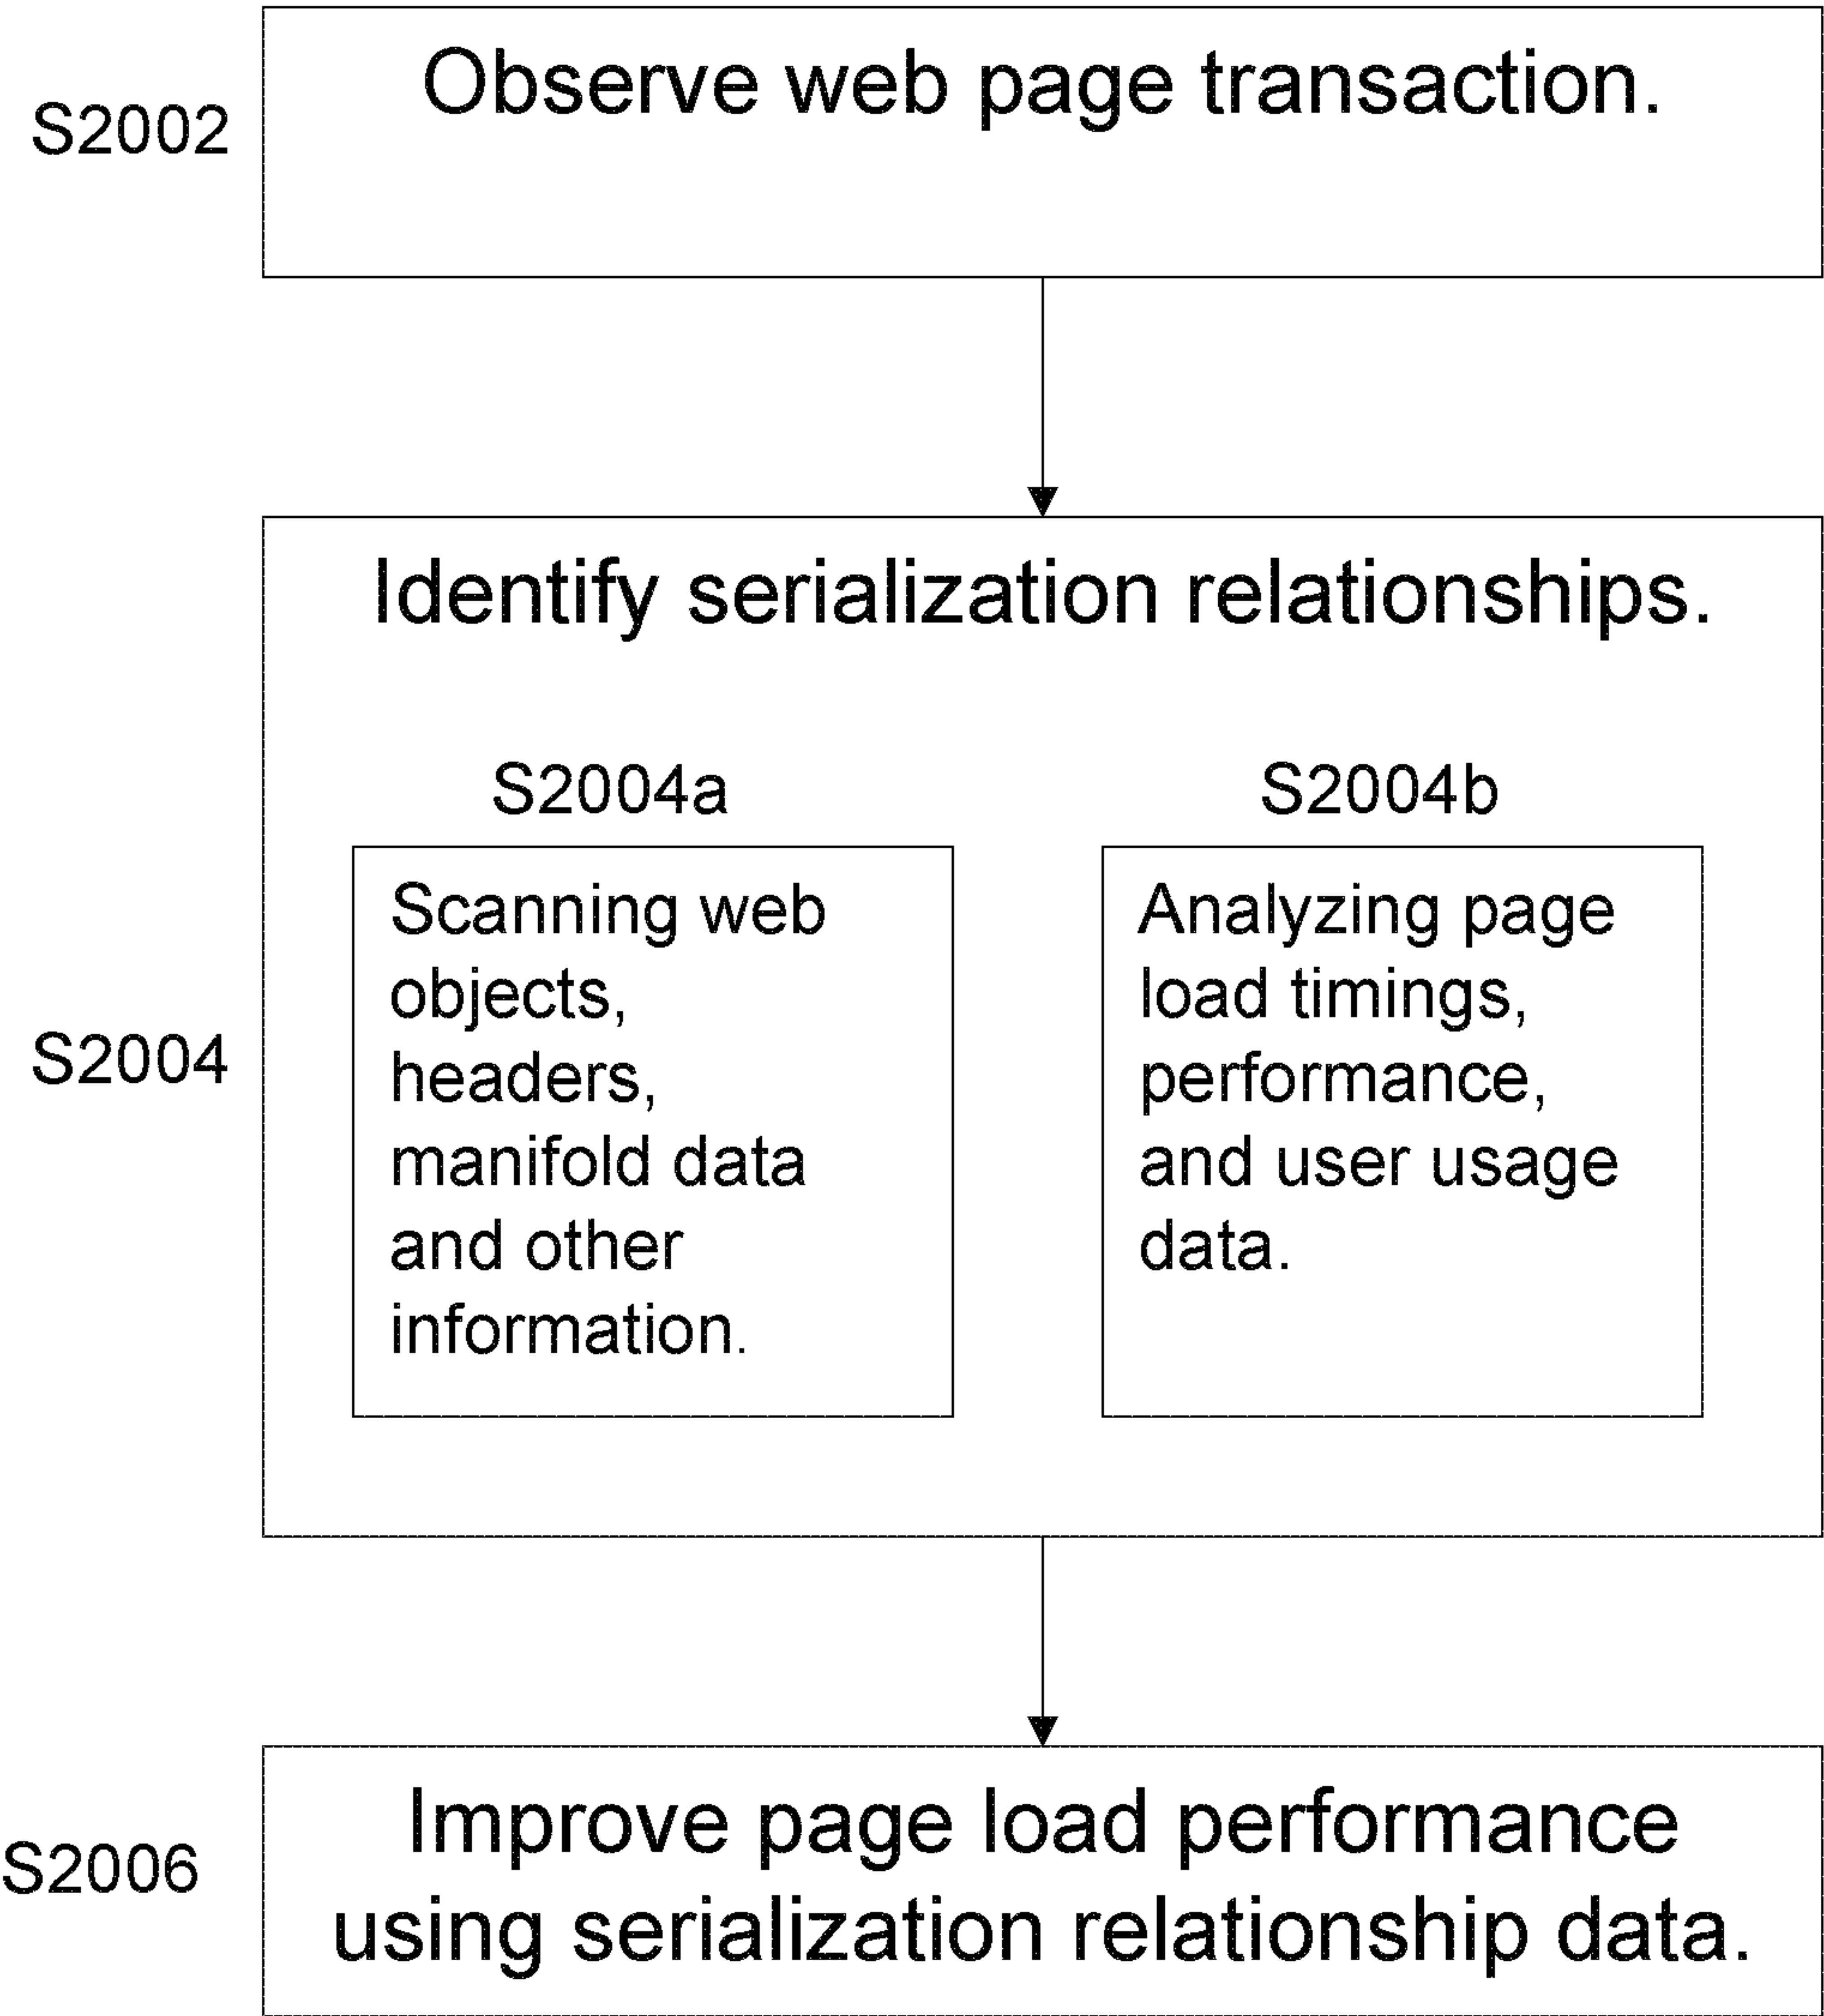 S2002
Observe web page transaction.
S2004
Identify serialization relationships.
S2004a
Scanning web
objects,
headers,
manifold data
and other
information.
S2004b
Analyzing page
load timings,
performance,
and user usage
data.
S2006
Improve page load performance
using serialization relationship data.